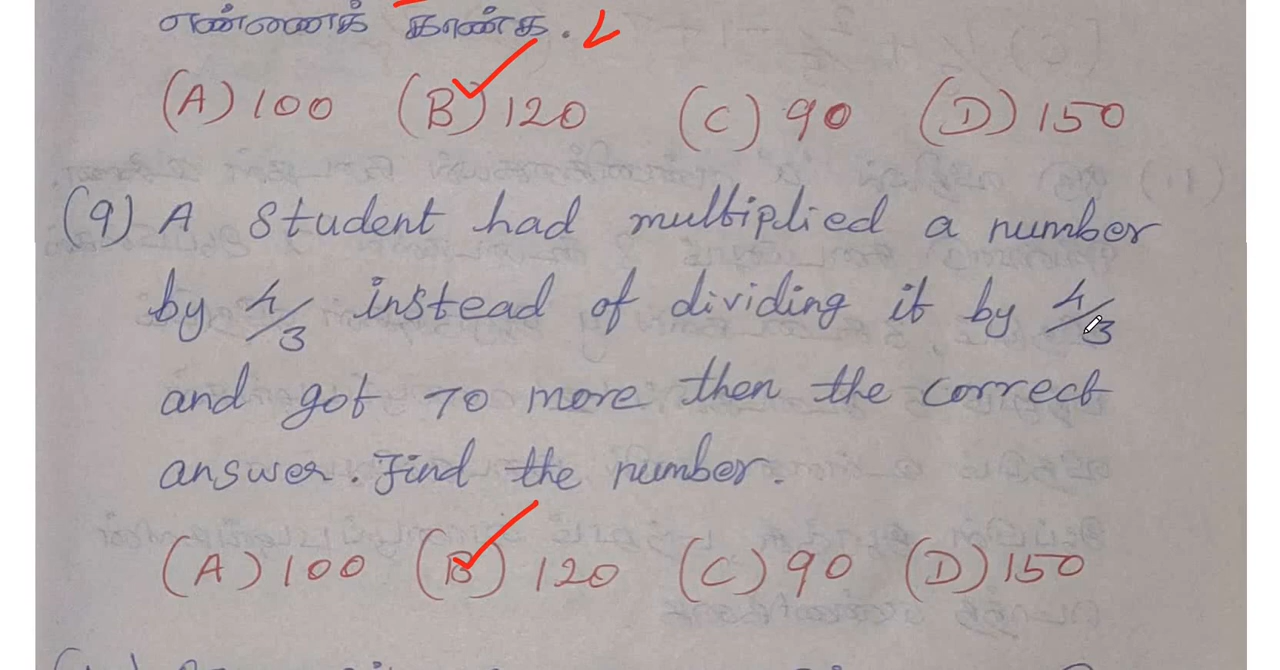 எண்ணைக் காண்க.
(A) 100 (B) 120 (C) 90 (D) 150
(9) A student had multiplied a number
by 4/3 instead of dividing it by 4/3
and got 70 more then the correct
answer. Find the number.
(A) 100 (B) 120 (C) 90 (D) 150